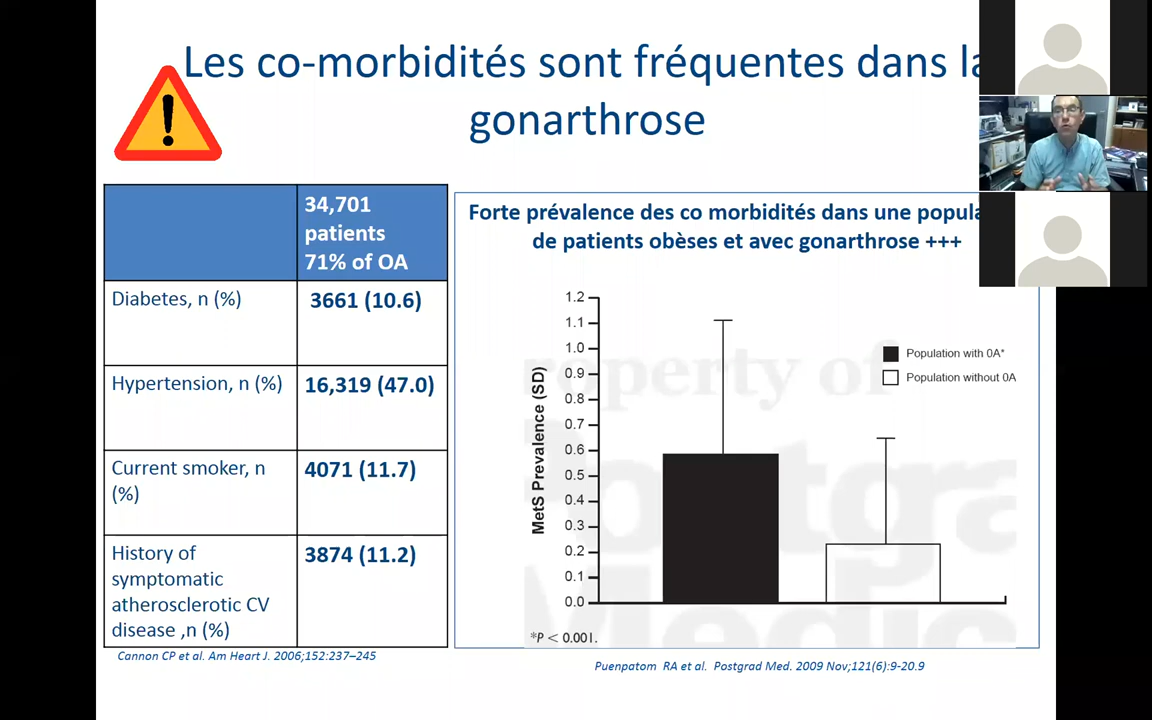 Les co-morbidités sont fréquentes dans la
gonarthrose
34,701
patients
71% of OA
Diabetes, n (%)
3661 (10.6)
Hypertension, n (%)
16,319 (47.0)
Current smoker, n
(%)
4071 (11.7)
History of
symptomatic
atherosclerotic CV
disease ,n (%)
3874 (11.2)
Cannon CP et al. Am Heart J. 2006;152:237–245
Forte prévalence des co morbidités dans une popula
de patients obèses et avec gonarthrose +++
MetS Prevalence (SD)
1.2
1.1
1.0
0.9
0.8
0.7
0.6
0.5
0.4
0.3
0.2
0.1
0.0
Population with 0A*
Population without 0A
roperty of
Postgra
Medic
*P < 0.001.
Puenpatom RA et al. Postgrad Med. 2009 Nov;121(6):9-20.9